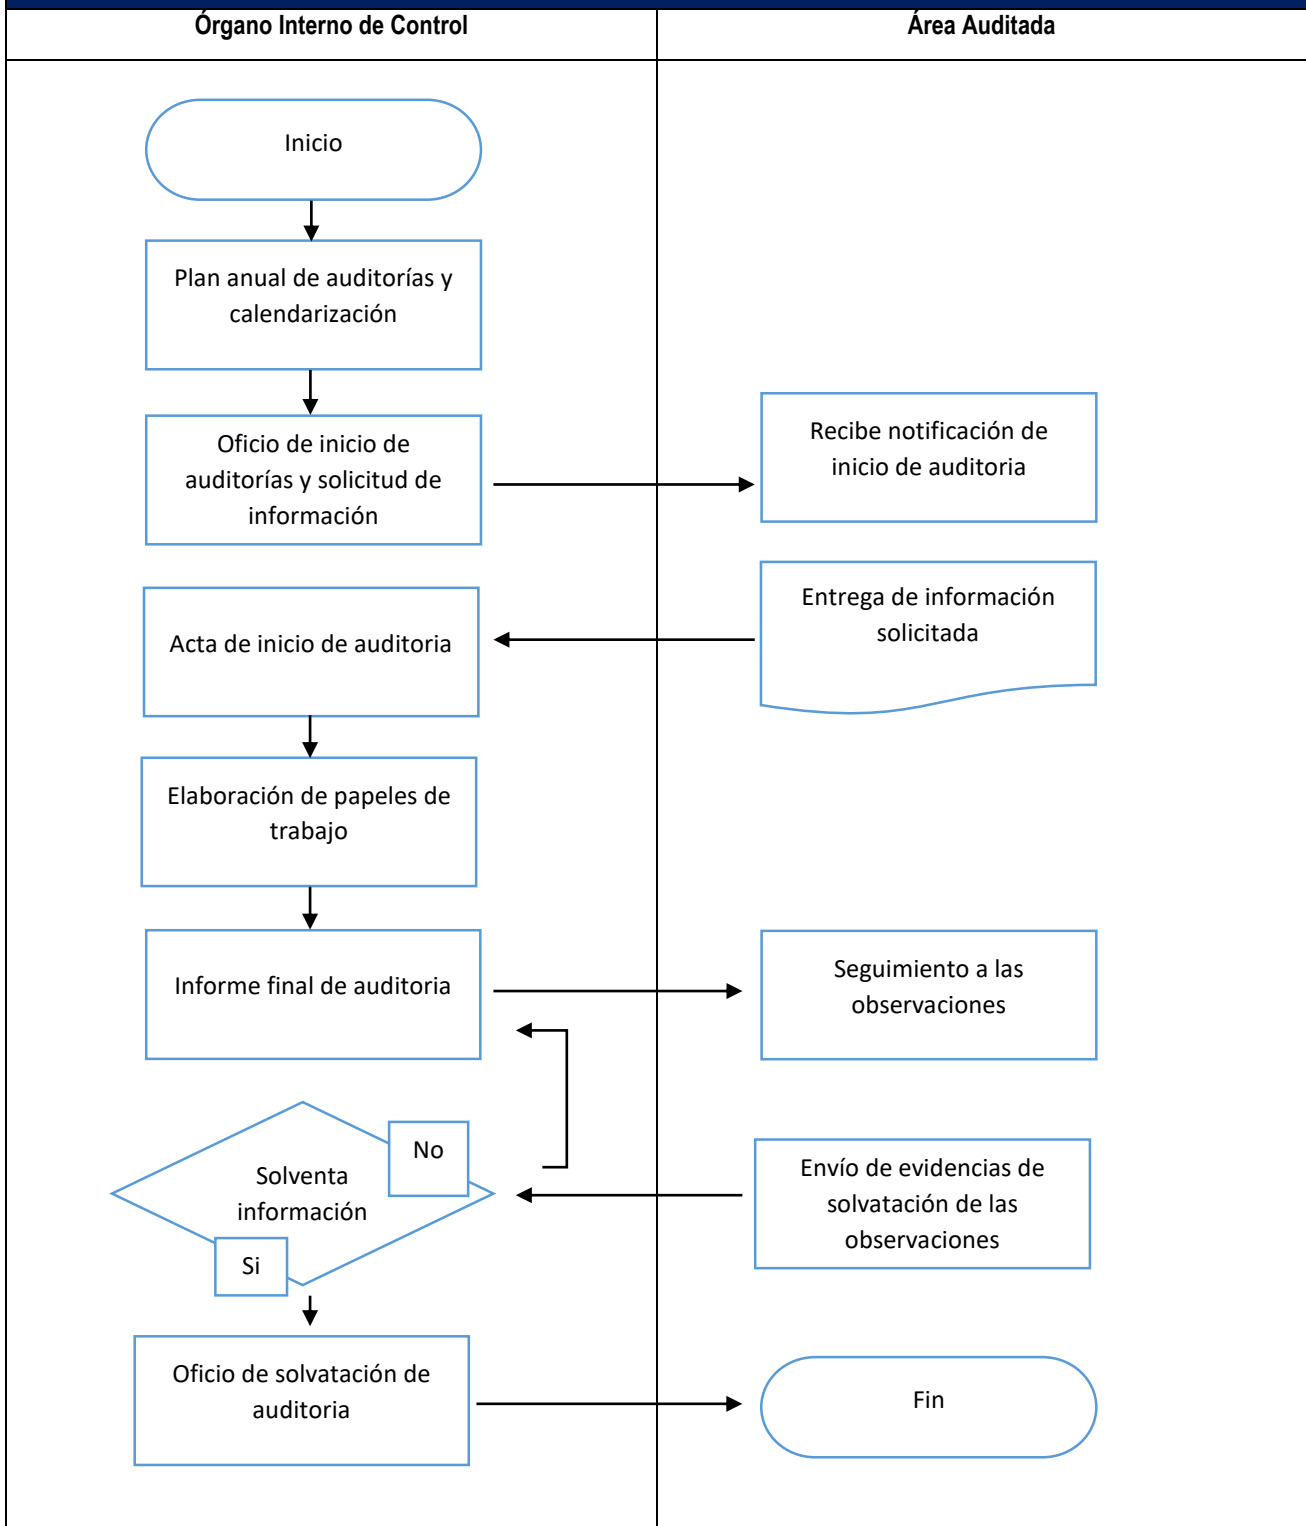 Órgano Interno de Control
Área Auditada
Inicio
Plan anual de auditorías y
calendarización
Oficio de inicio de
auditorías y solicitud de
información
Recibe notificación de
inicio de auditoria
Entrega de información
solicitada
Acta de inicio de auditoria
Elaboración de papeles de
trabajo
Informe final de auditoria
Seguimiento a las
observaciones
No
Solventa
información
Si
Envío de evidencias de
solvatación de las
observaciones
Oficio de solvatación de
auditoria
Fin